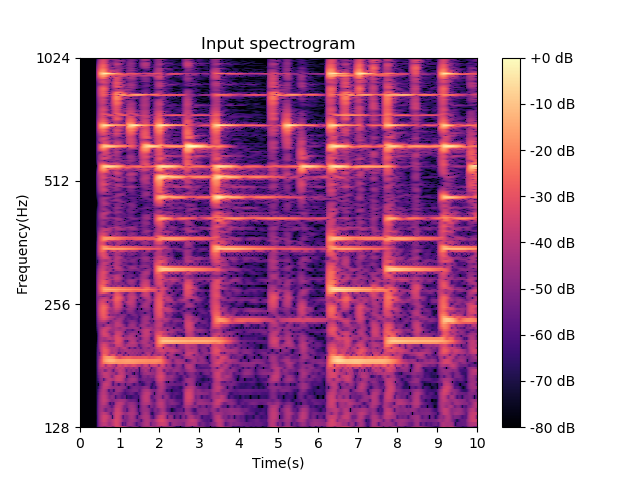 Input spectrogram
1024
512
256
128
Frequency(Hz)
0 1 2 3 4 5 6 7 8 9 10
Time(s)
+0 dB
-10 dB
-20 dB
-30 dB
-40 dB
-50 dB
-60 dB
-70 dB
-80 dB